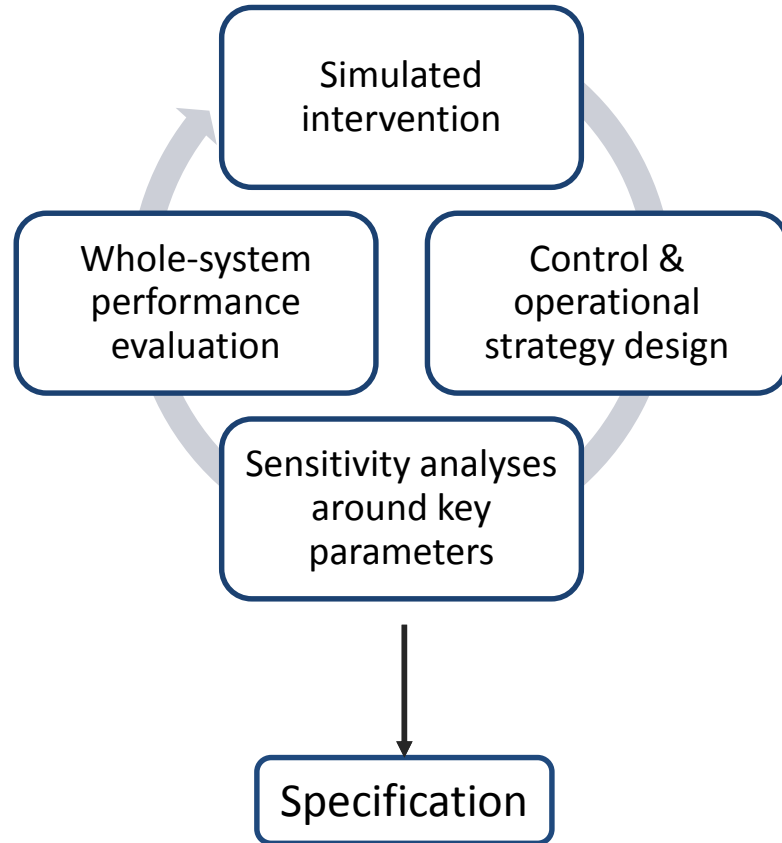 Simulated
intervention
Whole-system
performance
evaluation
Control &
operational
strategy design
Sensitivity analyses
around key
parameters
Specification